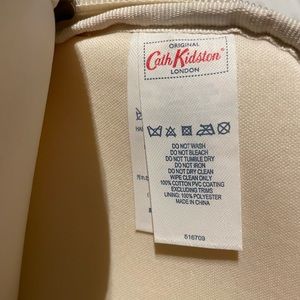 ORIGINAL
Cath Kidston®
LONDON
DO NOT WASH
DO NOT BLEACH
DO NOT TUMBLE DRY
DO NOT IRON
DO NOT DRY CLEAN
WIPE CLEAN ONLY
100% COTTON PVC COATING
EXCLUDING TRIMS
LINING: 100% POLYESTER
MADE IN CHINA
516709